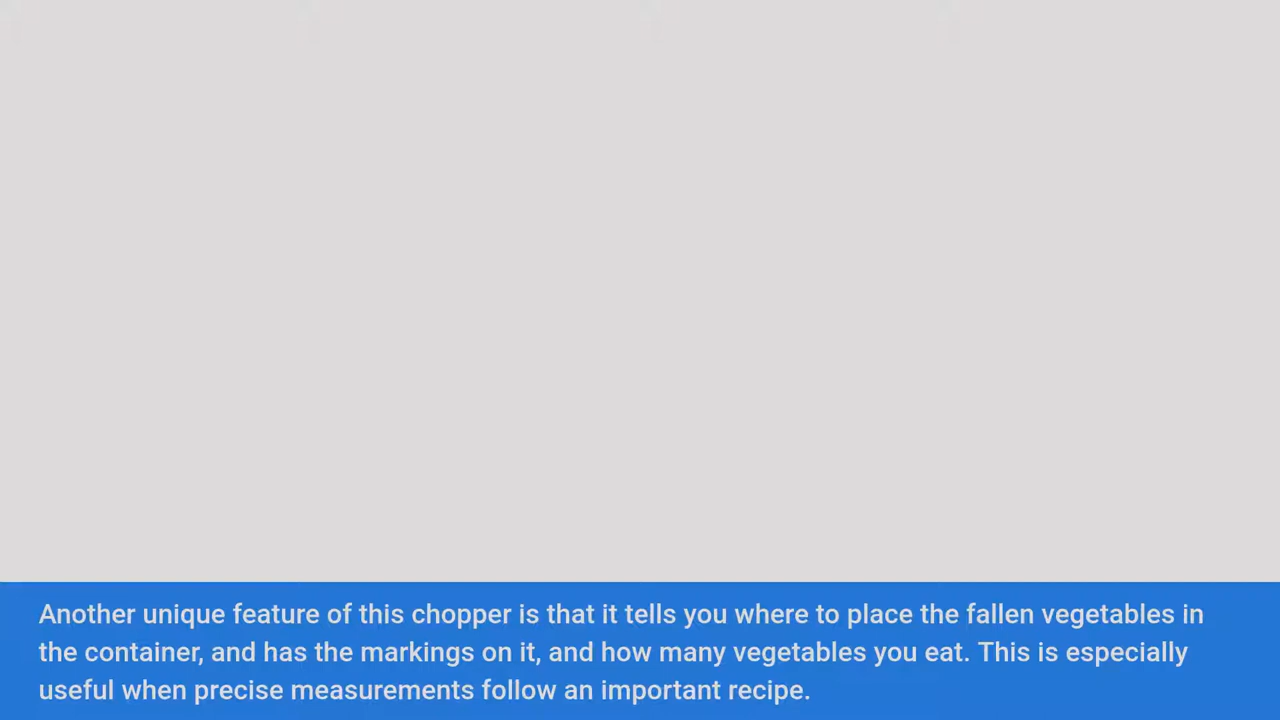 Another unique feature of this chopper is that it tells you where to place the fallen vegetables in
the container, and has the markings on it, and how many vegetables you eat. This is especially
useful when precise measurements follow an important recipe.